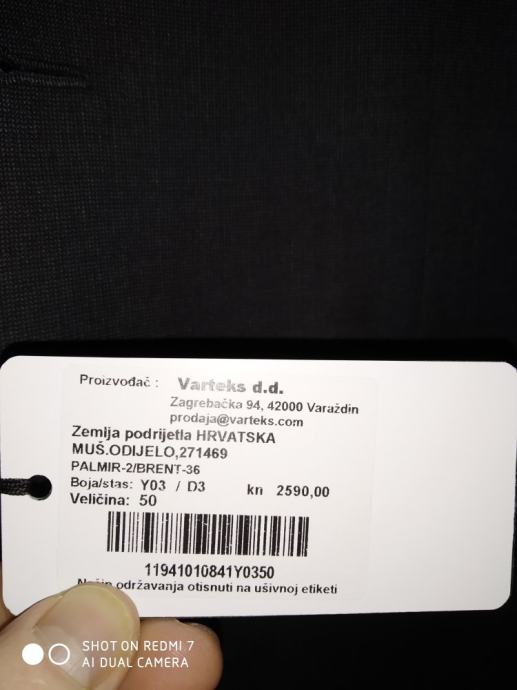 Proizvođač : Varteks d.d.
Zagrebačka 94, 42000 Varaždin
prodaja@varteks.com
Zemlja podrijetla HRVATSKA
MUŠ.ODIJELO,271469
PALMIR-2/BRENT-36
Boja/stas: Y03 / D3 kn 2590,00
Veličina: 50
11941010841Y0350
Način održavanja otisnuti na ušivnoj etiketi
SHOT ON REDMI 7
AI DUAL CAMERA